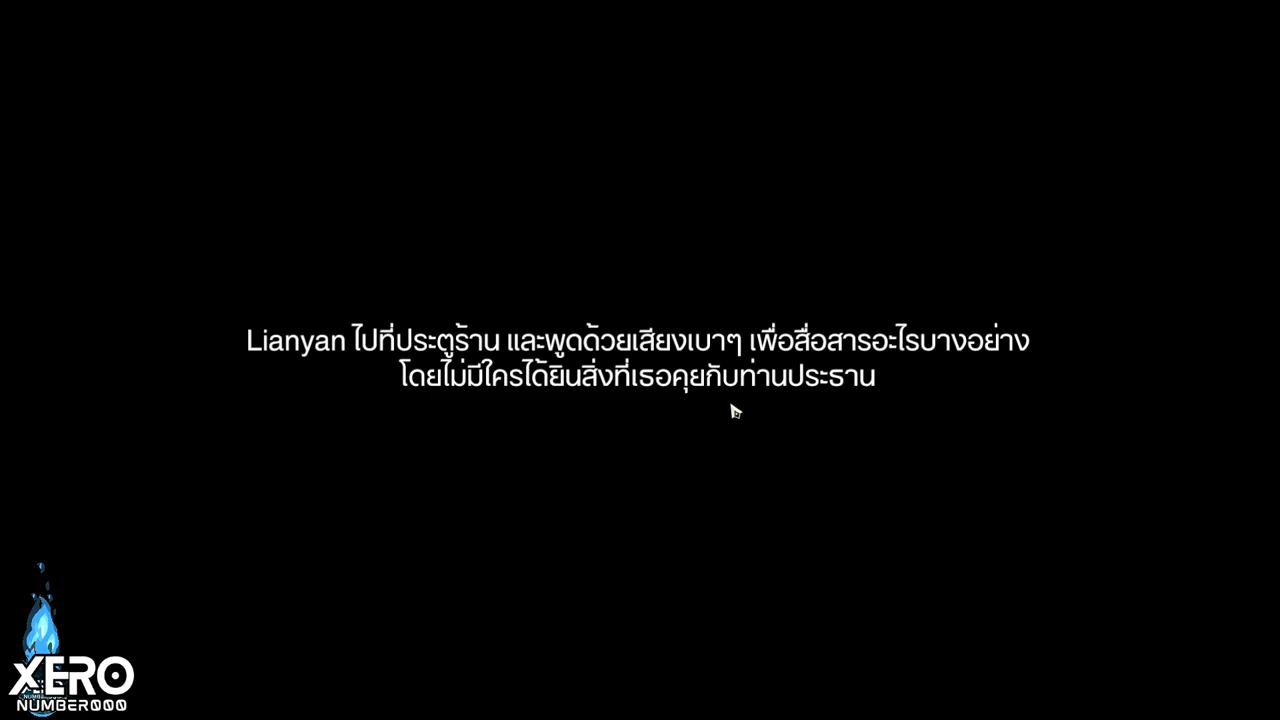 Lianyan ไปที่ประตูร้าน และพูดด้วยเสียงเบาๆ เพื่อสื่อสารอะไรบางอย่าง
โดยไม่มีใครได้ยินสิ่งที่เธอคุยกับท่านประธาน
XERO
NUMBER000